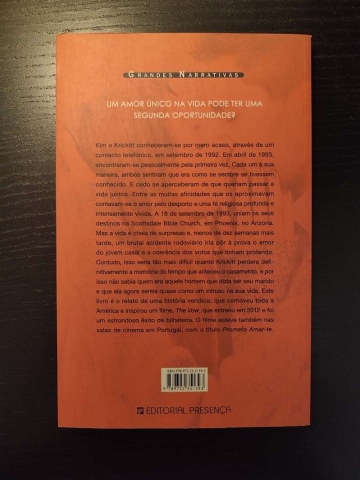 GRANDES NARRATIVAS
UM AMOR ÚNICO NA VIDA PODE TER UMA
SEGUNDA OPORTUNIDADE?
Kim e Krickitt conheceram-se por mero acaso, através de um
contacto telefónico, em setembro de 1992. Em abril de 1993,
encontraram-se pessoalmente pela primeira vez. Cada um à sua
maneira, ambos sentiram que era como se sempre se tivessem
conhecido. E cedo se aperceberam de que queriam passar a
vida juntos. Entre as muitas afinidades que os aproximavam
contavam-se o amor pelo desporto e uma fé religiosa profunda e
intensamente vivida. A 18 de setembro de 1993, uniam os seus
destinos na Scottsdale Bible Church, em Phoenix, no Arizona.
Mas a vida é cheia de surpresas e, menos de dez semanas mais
tarde, um brutal acidente rodoviário iria pôr à prova o amor
do jovem casal e a coerência dos votos que tinham proferido.
Contudo, isso seria tão mais difícil quanto Krickitt perdera defi-
nitivamente a memória do tempo que antecedeu o casamento, e por
isso não sabia quem era aquele homem que dizia ser seu marido
e que ela agora sentia quase como um intruso na sua vida. Este
livro é o relato de uma história verídica, que comoveu toda a
América e inspirou um filme, The Vow, que estreou em 2012 e foi
um estrondoso êxito de bilheteira. O filme esteve também nas
salas de cinema em Portugal, com o título Prometo Amar-te.
EDITORIAL PRESENÇA